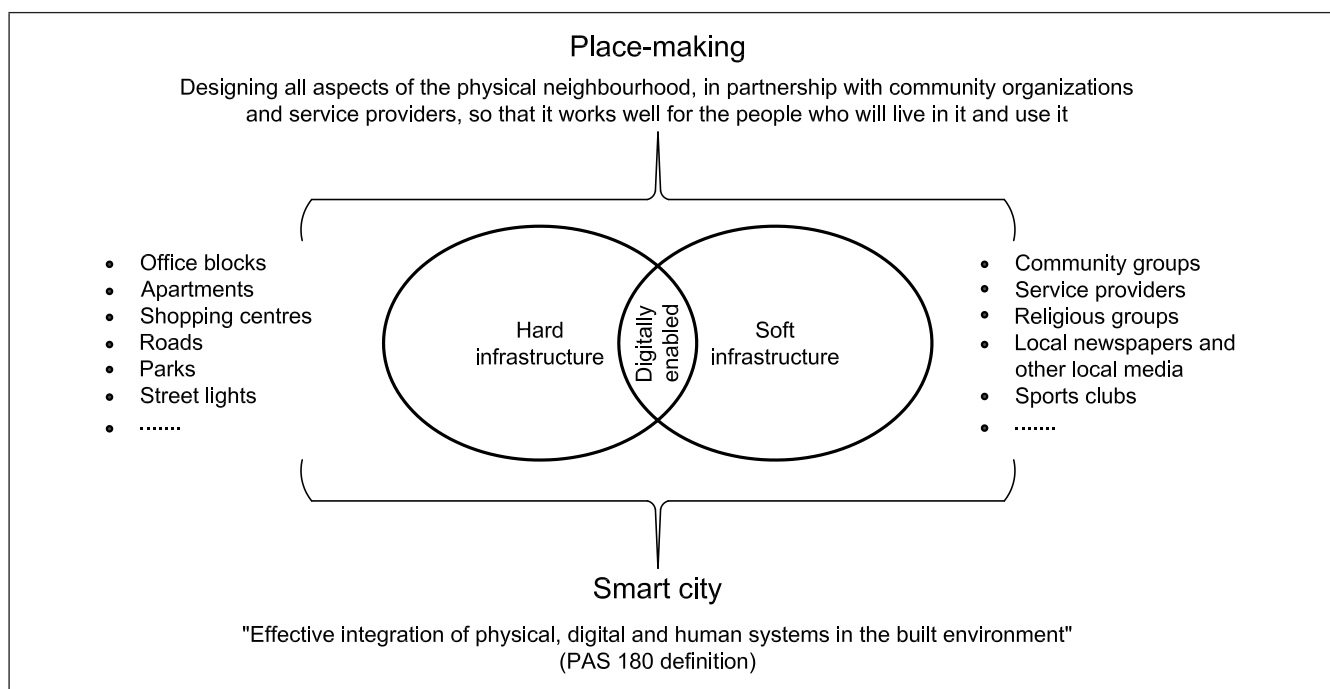 Place-making
Designing all aspects of the physical neighbourhood, in partnership with community organizations
and service providers, so that it works well for the people who will live in it and use it
• Office blocks
• Apartments
• Shopping centres
• Roads
• Parks
• Street lights
• .......
Hard
infrastructure
Digitally
enabled
Soft
infrastructure
• Community groups
• Service providers
• Religious groups
• Local newspapers and
other local media
• Sports clubs
• .......
Smart city
"Effective integration of physical, digital and human systems in the built environment"
(PAS 180 definition)